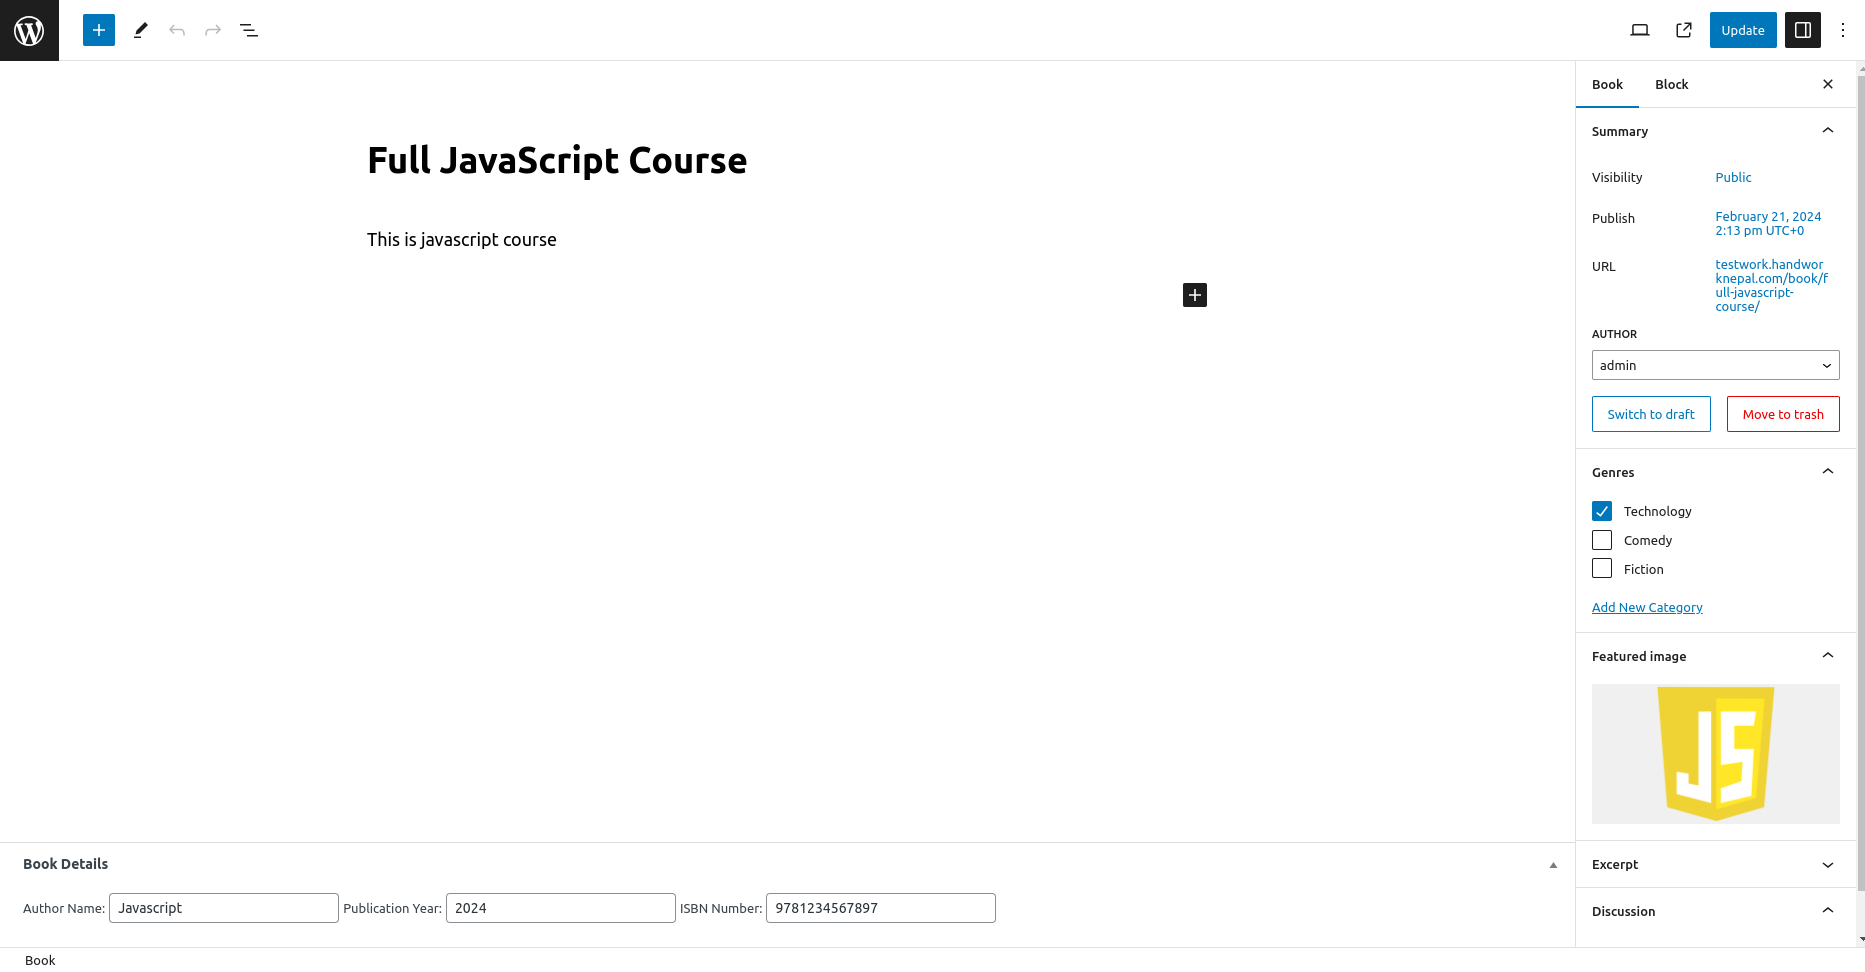 Update
Full JavaScript Course
This is javascript course
Book Block
Summary
Visibility Public
Publish February 21, 2024
2:13 pm UTC+0
URL testwork.handwor
knepal.com/book/f
ull-javascript-
course/
AUTHOR
admin
Switch to draft Move to trash
Genres
Technology
Comedy
Fiction
Add New Category
Featured image
JS
Excerpt
Discussion
Book Details
Author Name: Javascript Publication Year: 2024 ISBN Number: 9781234567897
Book